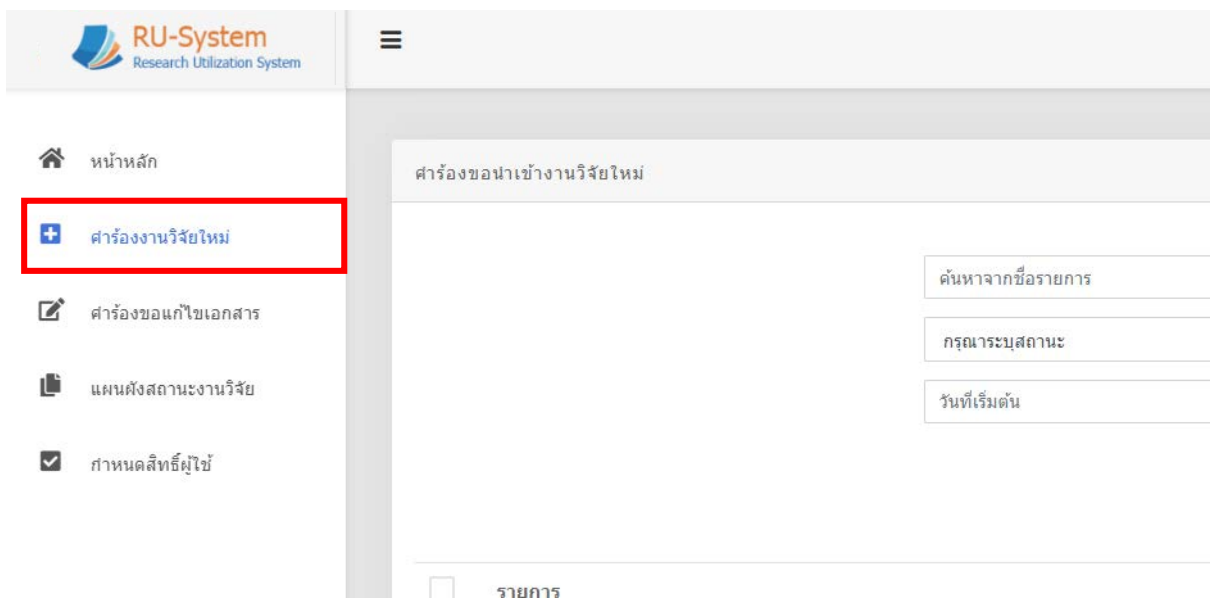 RU-System
Research Utilization System
หน้าหลัก
คำร้องงานวิจัยใหม่
คำร้องขอแก้ไขเอกสาร
แผนผังสถานะงานวิจัย
กำหนดสิทธิ์ผู้ใช้
คำร้องขอนำเข้างานวิจัยใหม่
ค้นหาจากชื่อรายการ
กรุณาระบุสถานะ
วันที่เริ่มต้น
รายการ